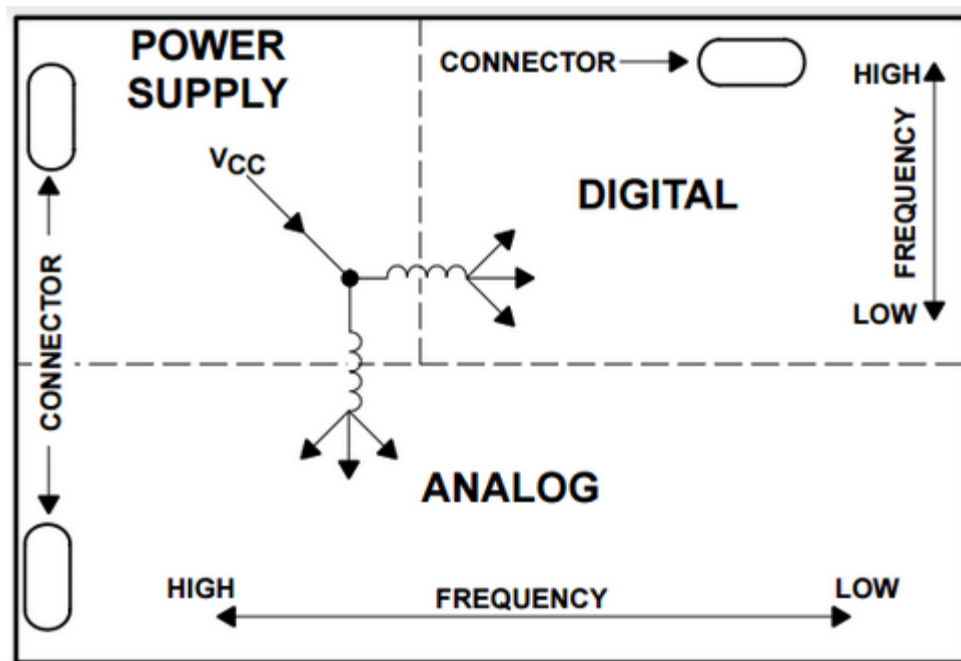 POWER
SUPPLY
CONNECTOR
HIGH
FREQUENCY
LOW
VCC
DIGITAL
CONNECTOR
ANALOG
HIGH
FREQUENCY
LOW